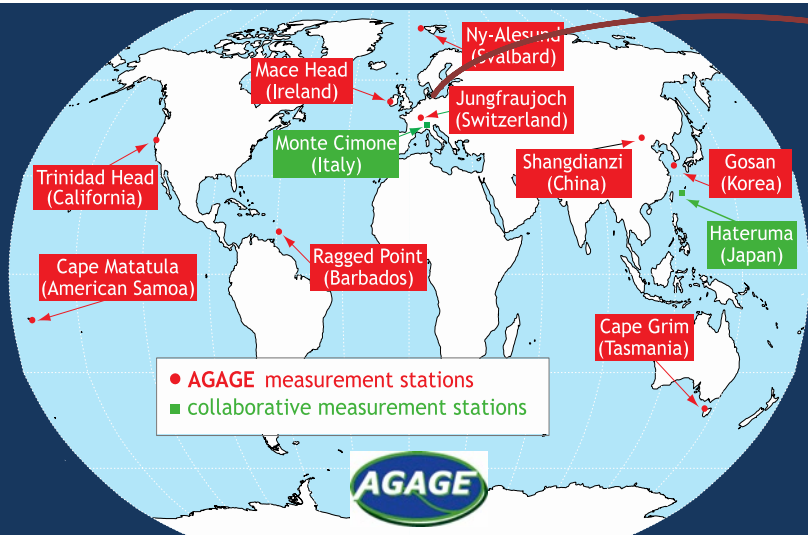 Ny-Alesund
(Svalbard)
Mace Head
(Ireland)
Jungfraujoch
(Switzerland)
Monte Cimone
(Italy)
Trinidad Head
(California)
Shangdianzi
(China)
Gosan
(Korea)
Hateruma
(Japan)
Ragged Point
(Barbados)
Cape Matatula
(American Samoa)
Cape Grim
(Tasmania)
AGAGE measurement stations
collaborative measurement stations
AGAGE